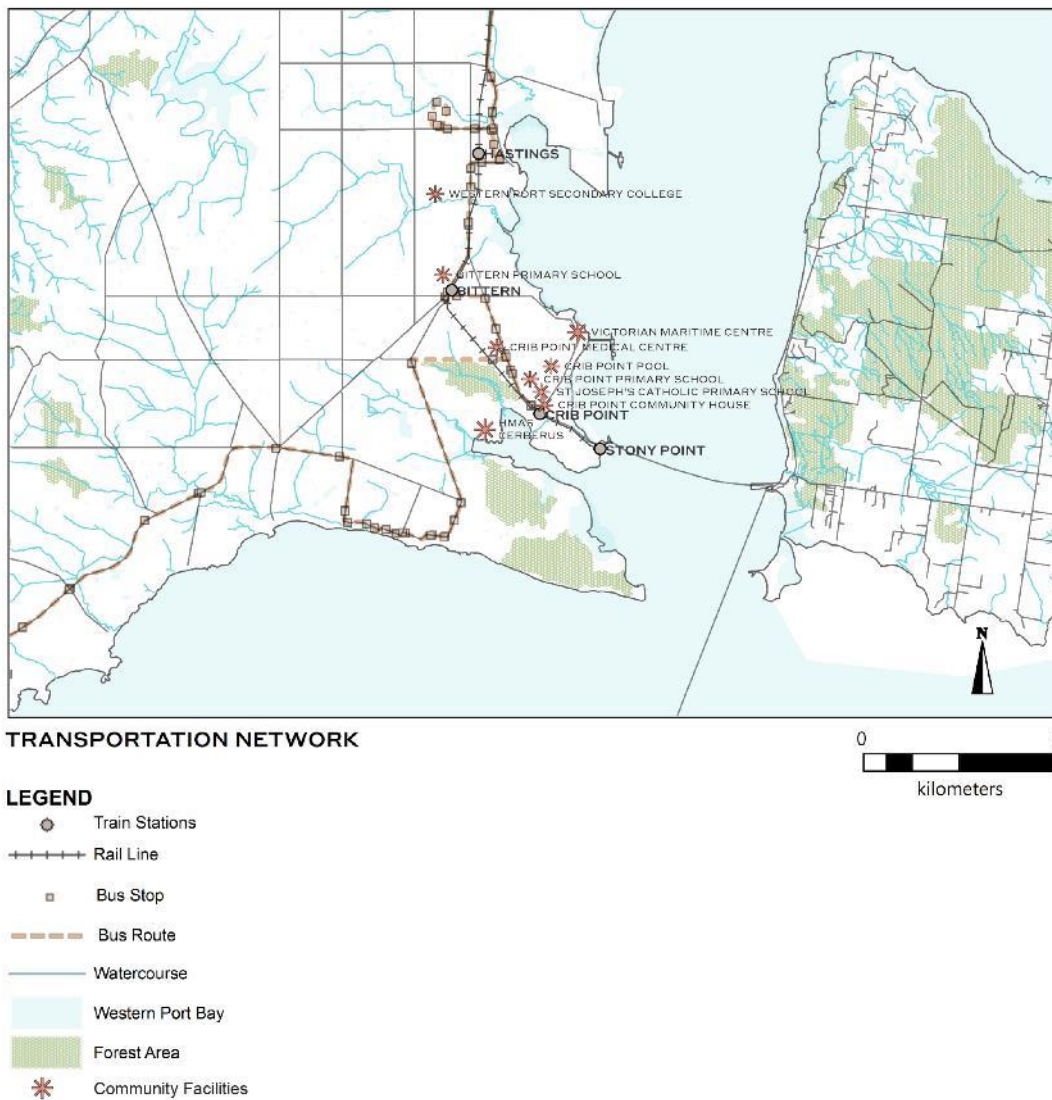 HASTINGS
WESTERN PORT SECONDARY COLLEGE
BITTERN PRIMARY SCHOOL
BITTERN
VICTORIAN MARITIME CENTRE
CRIB POINT MEDICAL CENTRE
CRIB POINT POOL
CRIB POINT PRIMARY SCHOOL
ST JOSEPH'S CATHOLIC PRIMARY SCHOOL
CRIB POINT COMMUNITY HOUSE
CRIB POINT
HMAS
CERBERUS
STONY POINT
N
TRANSPORTATION NETWORK
0
kilometers
LEGEND
Train Stations
Rail Line
Bus Stop
Bus Route
Watercourse
Western Port Bay
Forest Area
Community Facilities